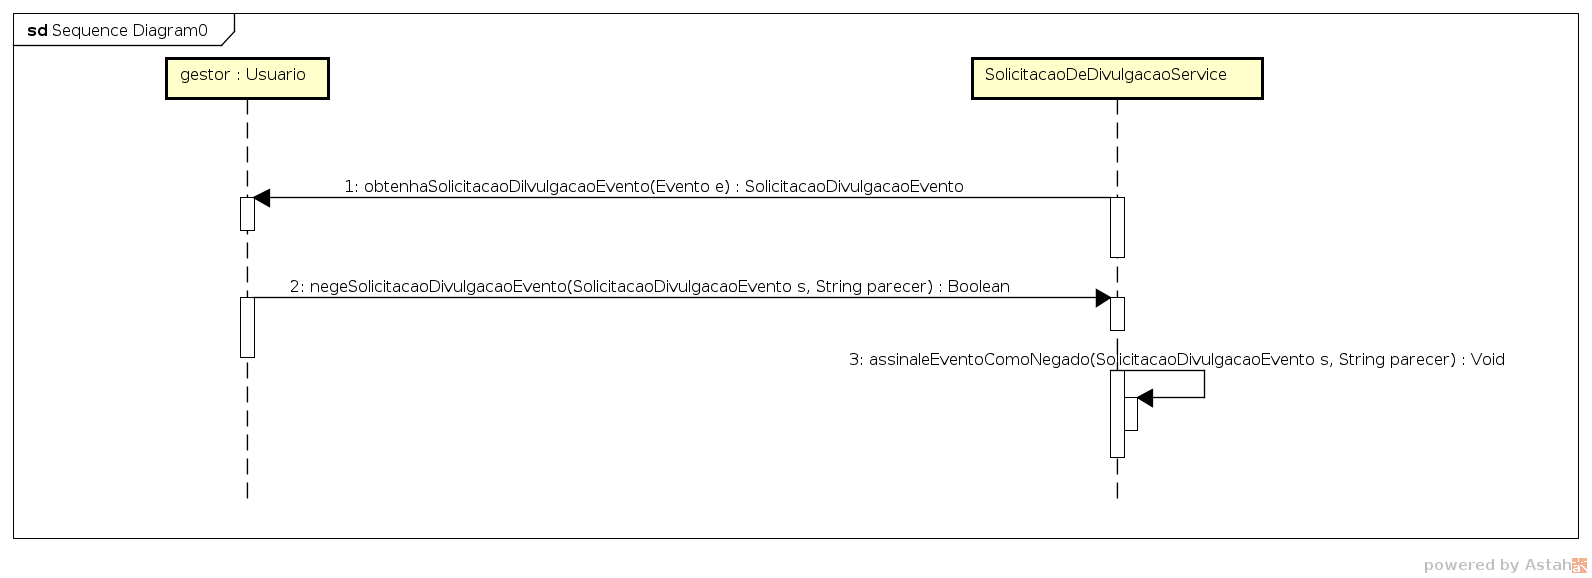 sd Sequence Diagram0
gestor : Usuario
SolicitacaoDeDivulgacaoService
1: obtenhaSolicitacaoDilvulgacaoEvento(Evento e) : SolicitacaoDivulgacaoEvento
2: negeSolicitacaoDivulgacaoEvento(SolicitacaoDivulgacaoEvento s, String parecer) : Boolean
3: assinaleEventoComoNegado(SolicitacaoDivulgacaoEvento s, String parecer) : Void
powered by Astah